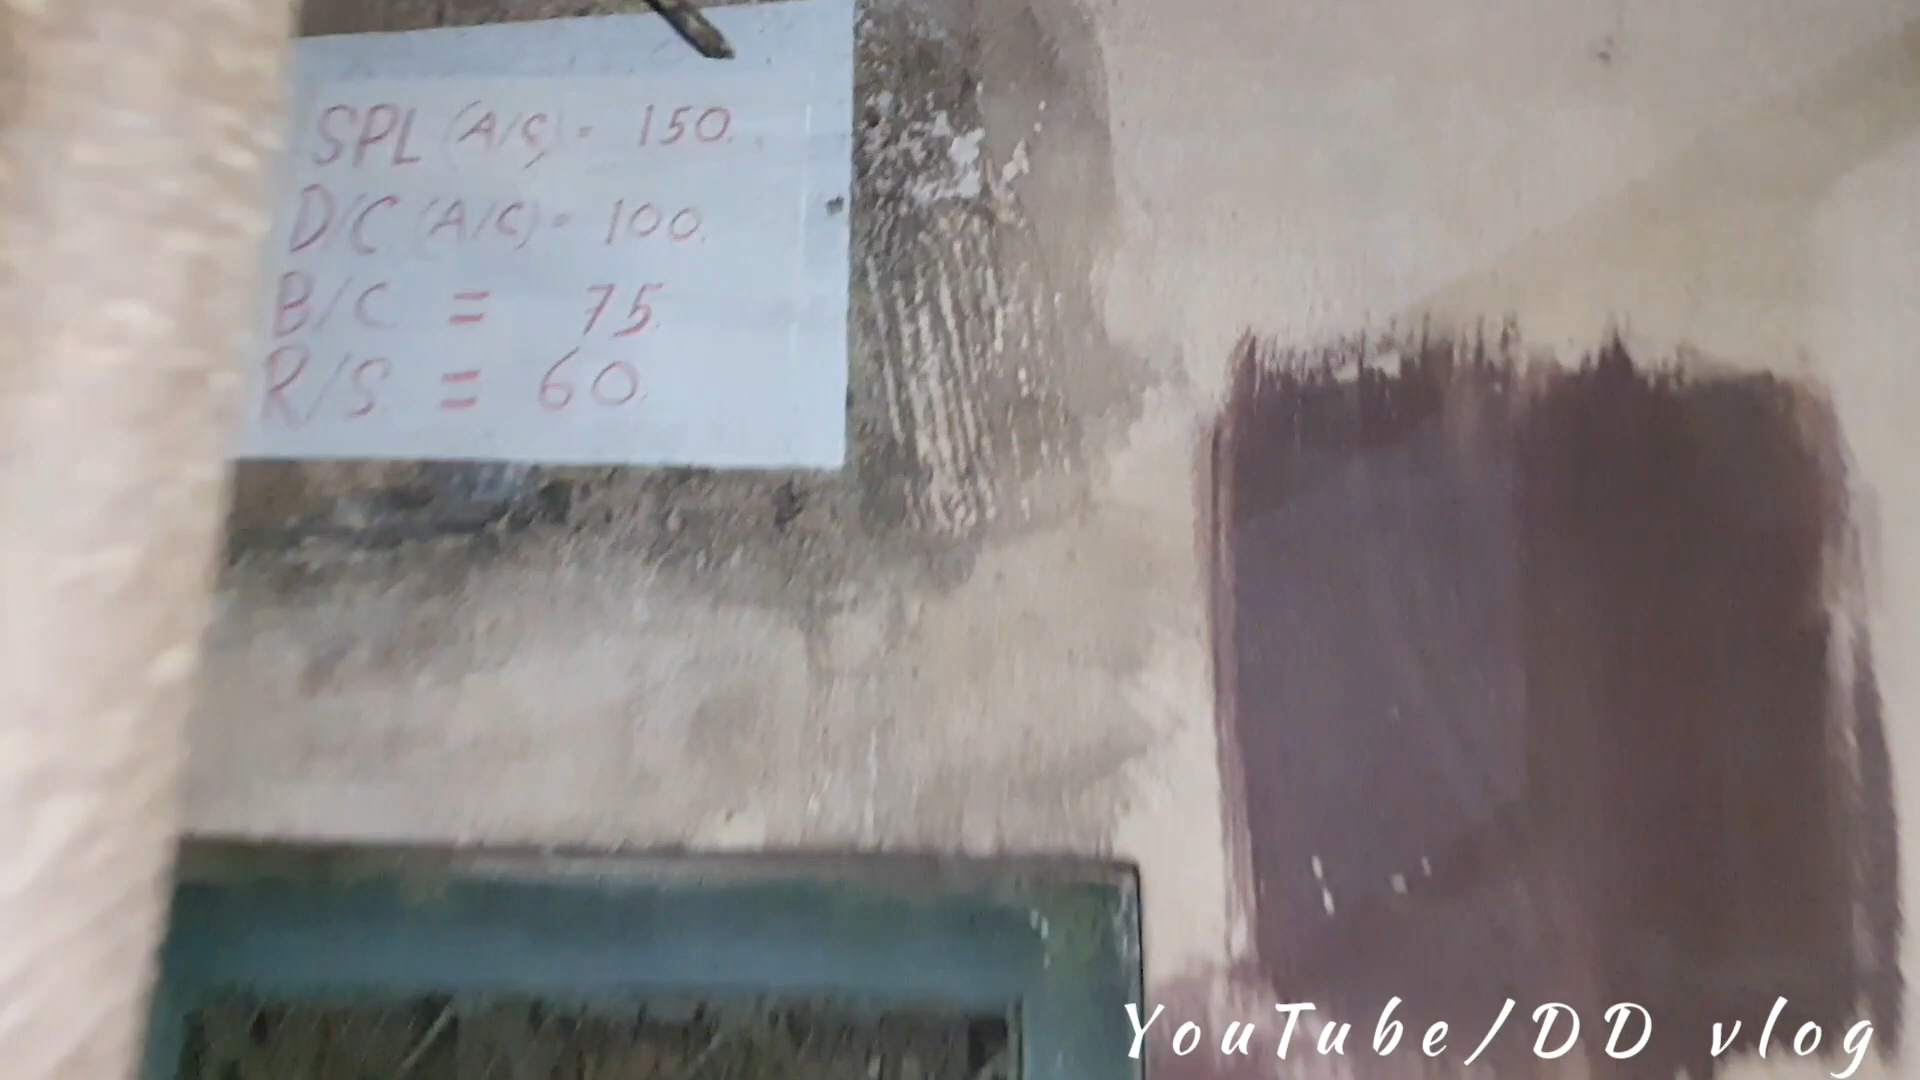 SPL (A/C) = 150.
D/C (A/C) = 100.
B/C = 75.
R/S = 60.
YouTube/DD vlog